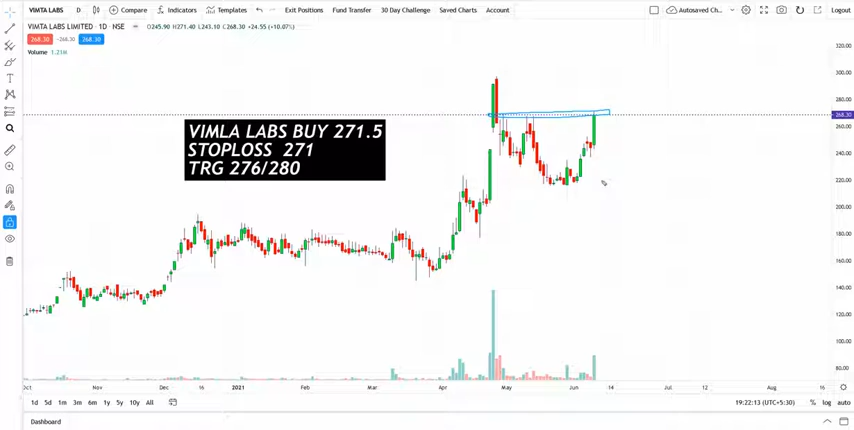 VIMTA LABS D Compare Indicators Templates Exit Positions Fund Transfer 30 Day Challenge Saved Charts Account Autosaved Ch... Logout
VIMTA LABS LIMITED · 1D · NSE O245.90 H271.40 L243.10 C268.30 +24.55 (+10.07%)
268.30 -268.30 268.30
Volume 1.21M
320.00
300.00
280.00
268.30
260.00
240.00
220.00
200.00
180.00
160.00
140.00
120.00
100.00
80.00
VIMLA LABS BUY 271.5
STOPLOSS 271
TRG 276/280
Oct Nov Dec 2021 Feb Mar Apr May Jun 14 Jul 12 Aug 16
1d 5d 1m 3m 6m 1y 5y 10y All 19:22:13 (UTC+5:30) % log auto
Dashboard